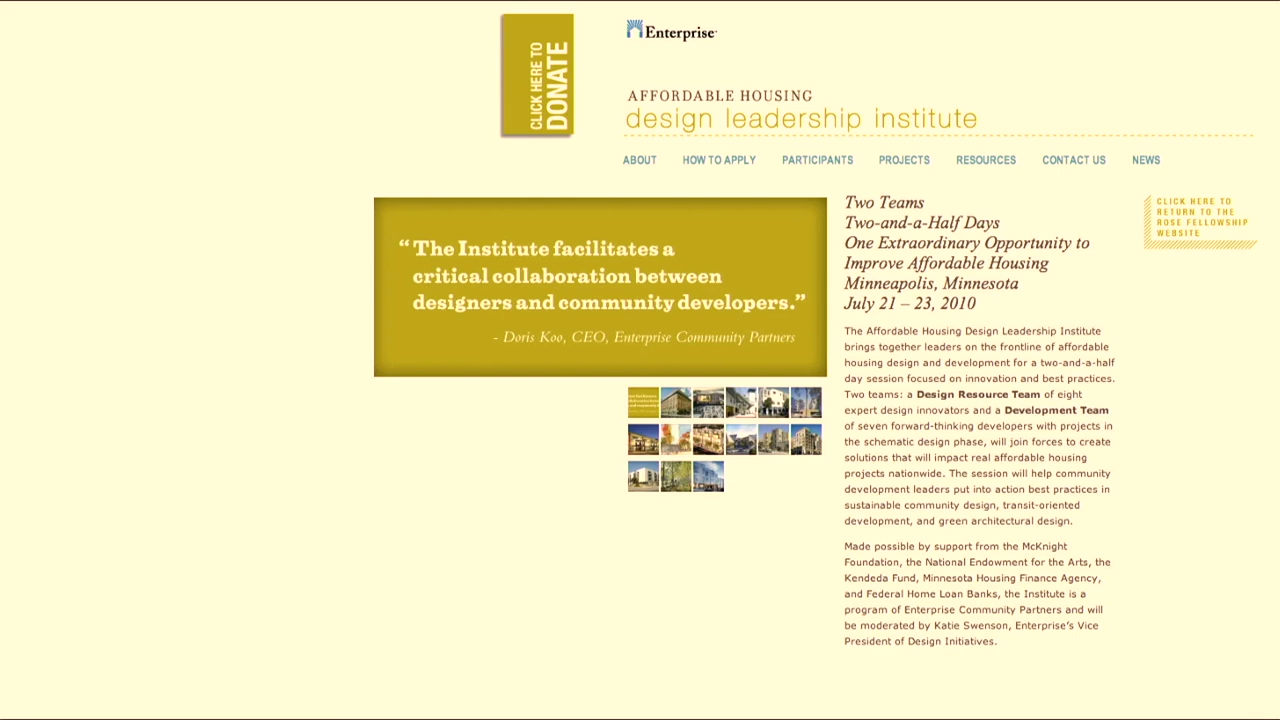 CLICK HERE TO
DONATE
Enterprise
AFFORDABLE HOUSING
design leadership institute
ABOUT HOW TO APPLY PARTICIPANTS PROJECTS RESOURCES CONTACT US NEWS
“The Institute facilitates a
critical collaboration between
designers and community developers.”
- Doris Koo, CEO, Enterprise Community Partners
Two Teams
Two-and-a-Half Days
One Extraordinary Opportunity to
Improve Affordable Housing
Minneapolis, Minnesota
July 21 – 23, 2010
The Affordable Housing Design Leadership Institute
brings together leaders on the frontline of affordable
housing design and development for a two-and-a-half
day session focused on innovation and best practices.
Two teams: a Design Resource Team of eight
expert design innovators and a Development Team
of seven forward-thinking developers with projects in
the schematic design phase, will join forces to create
solutions that will impact real affordable housing
projects nationwide. The session will help community
development leaders put into action best practices in
sustainable community design, transit-oriented
development, and green architectural design.
Made possible by support from the McKnight
Foundation, the National Endowment for the Arts, the
Kendeda Fund, Minnesota Housing Finance Agency,
and Federal Home Loan Banks, the Institute is a
program of Enterprise Community Partners and will
be moderated by Katie Swenson, Enterprise’s Vice
President of Design Initiatives.
CLICK HERE TO
RETURN TO THE
ROSE FELLOWSHIP
WEBSITE